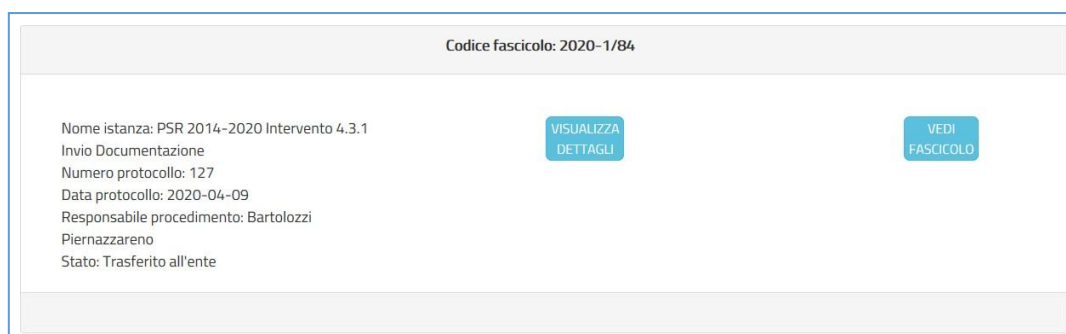 Codice fascicolo: 2020-1/84
Nome istanza: PSR 2014-2020 Intervento 4.3.1
Invio Documentazione
Numero protocollo: 127
Data protocollo: 2020-04-09
Responsabile procedimento: Bartolozzi
Piernazzareno
Stato: Trasferito all'ente
VISUALIZZA
DETTAGLI
VEDI
FASCICOLO